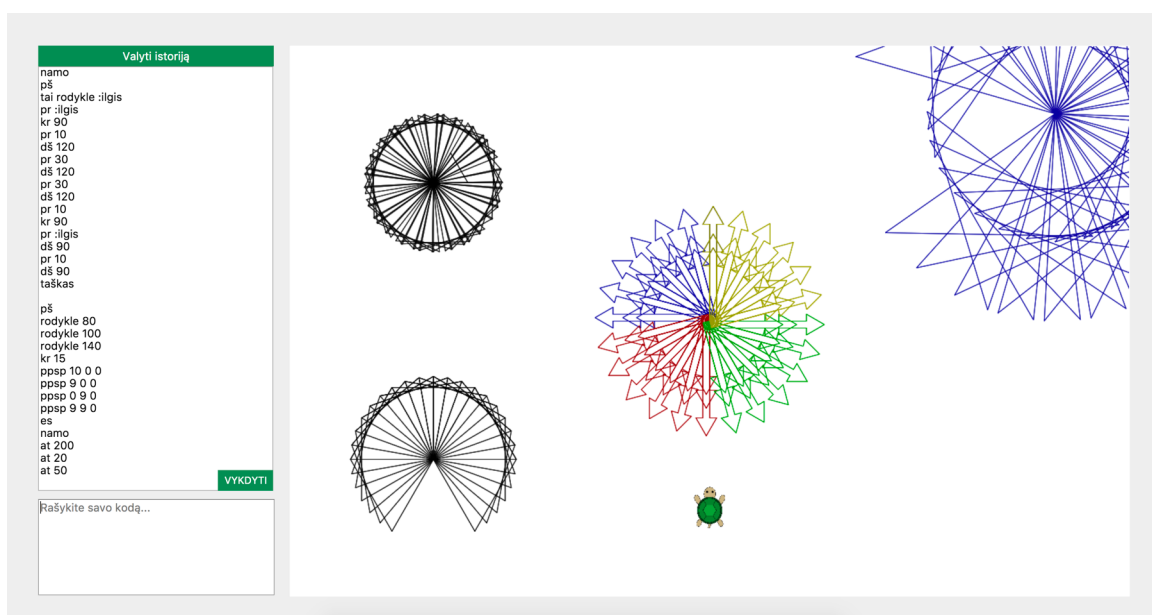 Valyti istoriją
namo
pš
tai rodykle :ilgis
pr :ilgis
kr 90
pr 10
dš 120
pr 30
dš 120
pr 30
dš 120
pr 10
kr 90
pr :ilgis
dš 90
pr 10
dš 90
taškas
pš
rodykle 80
rodykle 100
rodykle 140
kr 15
ppsp 10 0 0
ppsp 9 0 0
ppsp 0 9 0
ppsp 9 9 0
es
namo
at 200
at 20
at 50
VYKDYTI
Rašykite savo kodą...